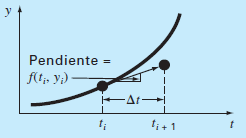 y
Pendiente =
f(tᵢ, yᵢ)
Δt
tᵢ
tᵢ + 1
t